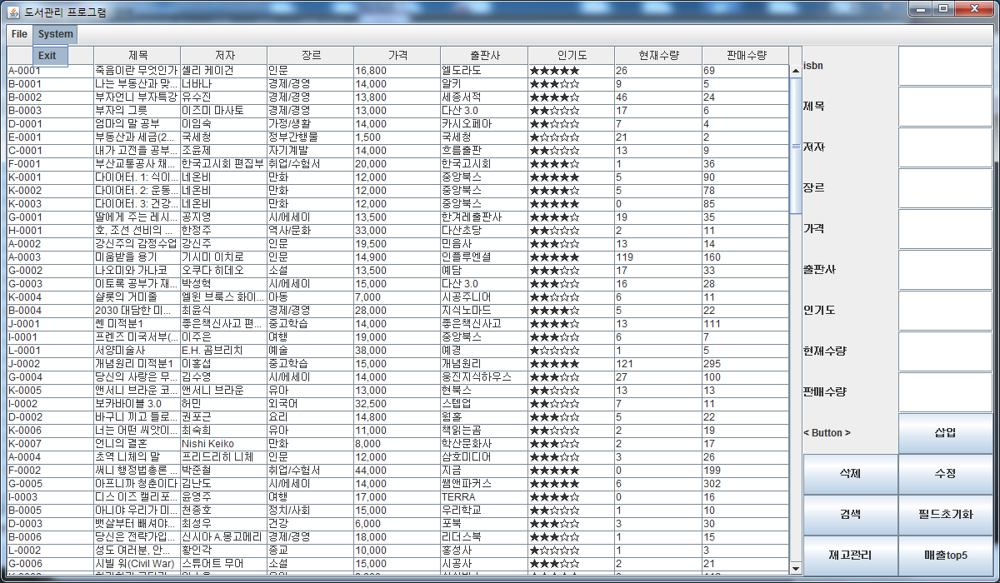 도서관리 프로그램
File System
Exit
제목 저자 장르 가격 출판사 인기도 현재수량 판매수량
A-0001 죽음이란 무엇인가 셸리 케이건 인문 16,800 엘도라도 ★★★★★ 26 69
B-0001 나는 부동산과 맞... 너바나 경제/경영 14,000 알키 ★★★☆☆ 9 5
B-0002 부자언니 부자특강 유수진 경제/경영 13,800 세종서적 ★★★★☆ 46 24
B-0003 부자의 그릇 이즈미 마사토 경제/경영 13,000 다산 3.0 ★★☆☆☆ 17 6
D-0001 엄마의 말 공부 이임숙 가정/생활 14,000 카시오페아 ★★☆☆☆ 7 4
E-0001 부동산과 세금(2... 국세청 정부간행물 1,500 국세청 ★☆☆☆☆ 21 2
C-0001 내가 고전을 공부... 조윤제 자기계발 14,000 흐름출판 ★★☆☆☆ 13 9
F-0001 부산교통공사 채... 한국고시회 편집부 취업/수험서 20,000 한국고시회 ★★★★☆ 1 36
K-0001 다이어터. 1: 식이... 네온비 만화 12,000 중앙북스 ★★★★★ 5 90
K-0002 다이어터. 2: 운동... 네온비 만화 12,000 중앙북스 ★★★★☆ 5 78
K-0003 다이어터. 3: 건강... 네온비 만화 12,000 중앙북스 ★★★★★ 0 85
G-0001 딸에게 주는 레시... 공지영 시/에세이 13,500 한겨레출판사 ★★★★☆ 19 35
H-0001 호, 조선 선비의 ... 한정주 역사/문화 33,000 다산초당 ★★☆☆☆ 2 11
A-0002 강신주의 감정수업 강신주 인문 19,500 민음사 ★★★☆☆ 13 14
A-0003 미움받을 용기 기시미 이치로 인문 14,900 인플루엔셜 ★★★★★ 119 160
G-0002 나오미와 가나코 오쿠다 히데오 소설 13,500 예담 ★★★☆☆ 17 33
G-0003 이토록 공부가 재... 박성혁 시/에세이 15,000 다산 3.0 ★★★☆☆ 16 28
K-0004 샬롯의 거미줄 엘윈 브룩스 화이... 아동 7,000 시공주니어 ★★☆☆☆ 6 11
B-0004 2030 대담한 미... 최윤식 경제/경영 28,000 지식노마드 ★★★★☆ 5 22
J-0001 쎈 미적분1 좋은책신사고 편... 중고학습 14,000 좋은책신사고 ★★★★☆ 13 111
I-0001 프렌즈 미국서부(... 이주은 여행 19,000 중앙북스 ★★★☆☆ 6 7
L-0001 서양미술사 E.H. 곰브리치 예술 38,000 예경 ★☆☆☆☆ 1 5
J-0002 개념원리 미적분1 이홍섭 중고학습 15,000 개념원리 ★★★★★ 121 295
G-0004 당신의 사랑은 무... 김수영 시/에세이 14,000 웅진지식하우스 ★★★★☆ 27 100
K-0005 앤서니 브라운 코... 앤서니 브라운 유아 13,000 현북스 ★★★★☆ 13 13
I-0002 보카바이블 3.0 허민 외국어 32,500 스텝업 ★★★☆☆ 7 11
D-0002 바구니 끼고 들로... 권포근 요리 14,800 웜홀 ★★★☆☆ 5 22
K-0006 너는 어떤 씨앗이... 최숙희 유아 11,000 책읽는곰 ★★☆☆☆ 2 19
K-0007 언니의 결혼 Nishi Keiko 만화 8,000 학산문화사 ★★★☆☆ 2 17
A-0004 초역 니체의 말 프리드리히 니체 인문 12,000 삼호미디어 ★★★☆☆ 3 26
F-0002 써니 행정법총론 ... 박준철 취업/수험서 44,000 지금 ★★★★★ 0 199
G-0005 아프니까 청춘이다 김난도 시/에세이 14,000 쌤앤파커스 ★★★★★ 6 302
I-0003 디스 이즈 캘리포... 윤영주 여행 17,000 TERRA ★★★★☆ 0 16
B-0005 아니야 우리가 미... 천종호 정치/사회 15,000 우리학교 ★★☆☆☆ 1 10
D-0003 뱃살부터 빼셔야... 최성우 건강 6,000 포북 ★★★☆☆ 3 30
B-0006 당신은 전략가입... 신시아 A.몽고메리 경제/경영 18,000 리더스북 ★★★☆☆ 1 15
L-0002 성도 여러분, 안... 황인각 종교 10,000 홍성사 ★☆☆☆☆ 1 3
G-0006 시빌 워(Civil War) 스튜어트 무어 소설 15,000 시공사 ★★★☆☆ 2 21
isbn
제목
저자
장르
가격
출판사
인기도
현재수량
판매수량
< Button > 삽입
삭제 수정
검색 필드초기화
재고관리 매출top5